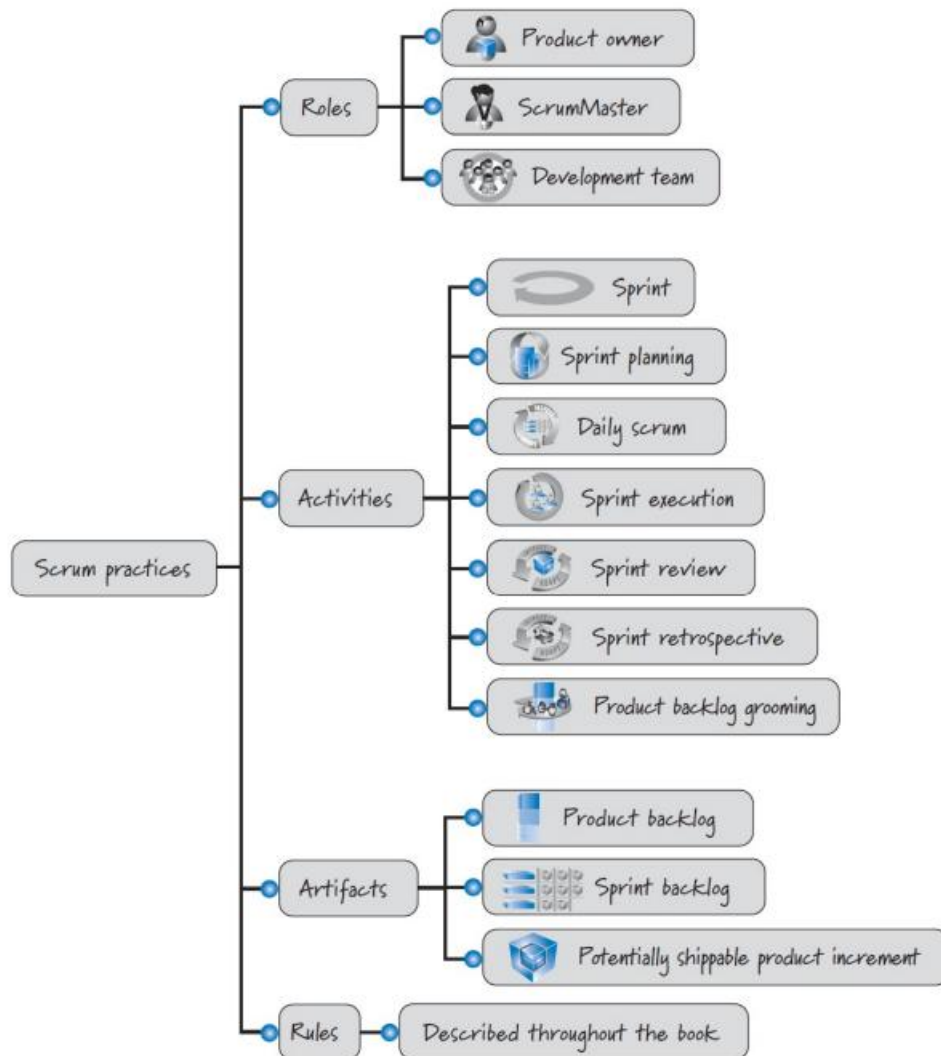 Product owner
Roles
ScrumMaster
Development team
Sprint
Sprint planning
Daily scrum
Activities
Sprint execution
Scrum practices
Sprint review
Sprint retrospective
Product backlog grooming
Product backlog
Artifacts
Sprint backlog
Potentially shippable product increment
Rules
Described throughout the book